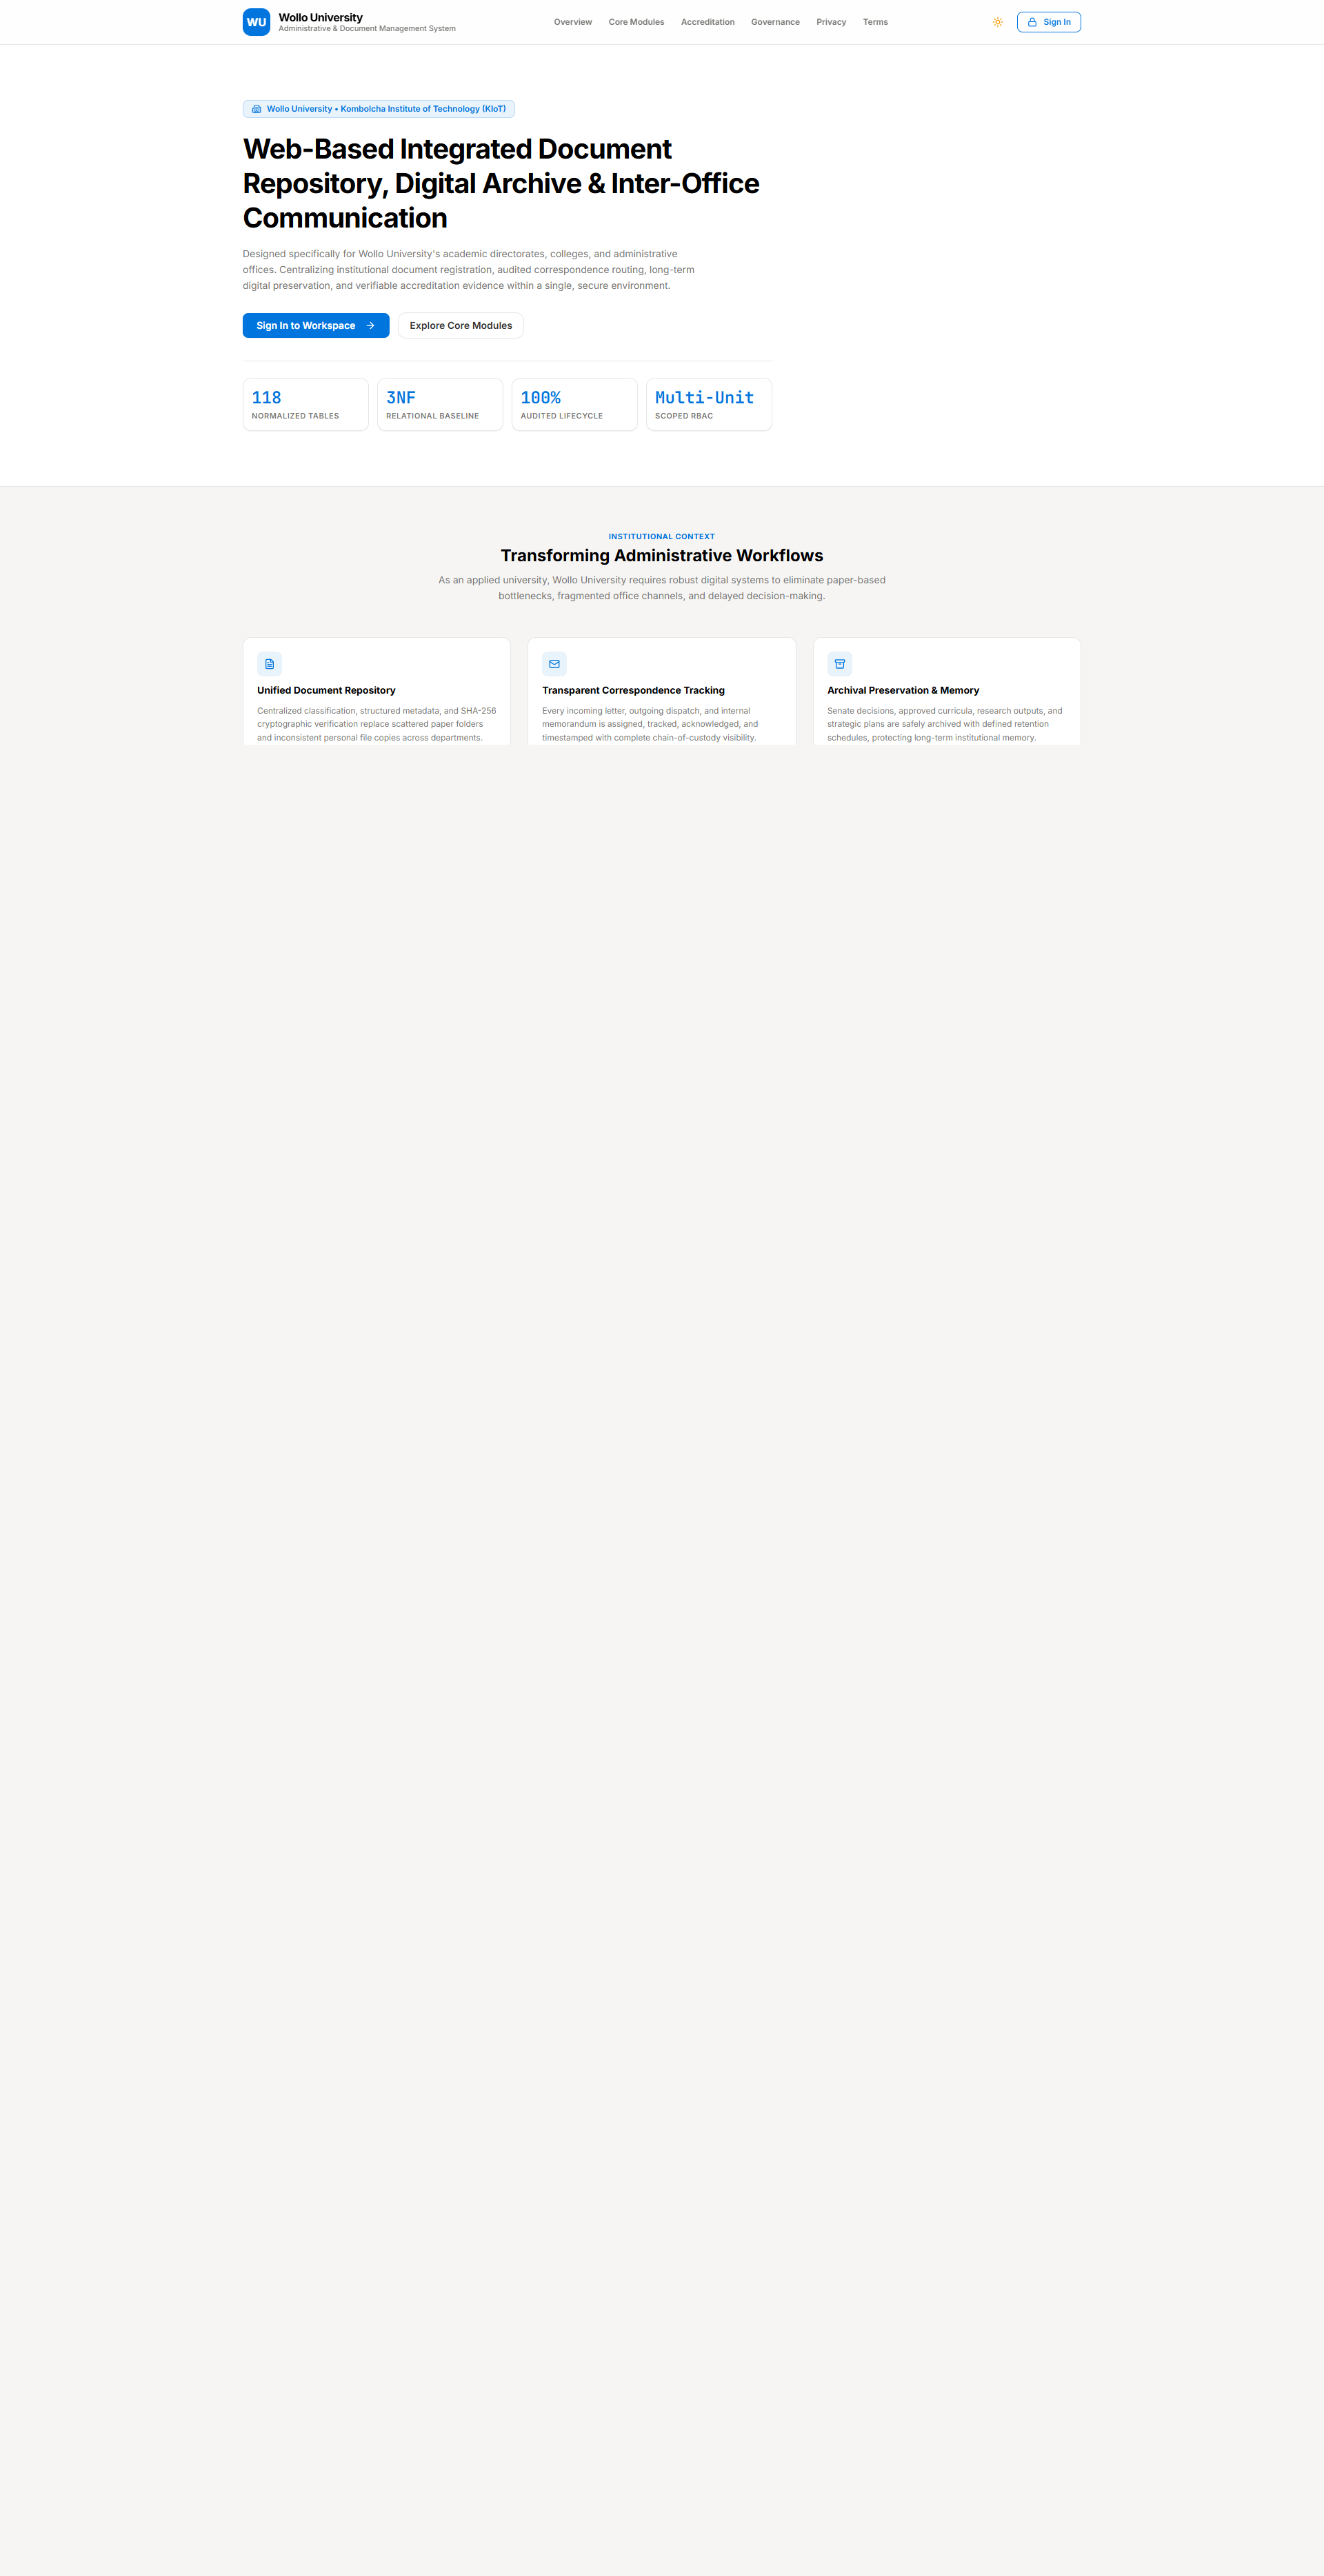 WU
Wollo University
Administrative & Document Management System
Overview
Core Modules
Accreditation
Governance
Privacy
Terms
Sign In
Wollo University • Kombolcha Institute of Technology (KIoT)
Web-Based Integrated Document
Repository, Digital Archive & Inter-Office
Communication
Designed specifically for Wollo University's academic directorates, colleges, and administrative
offices. Centralizing institutional document registration, audited correspondence routing, long-term
digital preservation, and verifiable accreditation evidence within a single, secure environment.
Sign In to Workspace
Explore Core Modules
118
NORMALIZED TABLES
3NF
RELATIONAL BASELINE
100%
AUDITED LIFECYCLE
Multi-Unit
SCOPED RBAC
INSTITUTIONAL CONTEXT
Transforming Administrative Workflows
As an applied university, Wollo University requires robust digital systems to eliminate paper-based
bottlenecks, fragmented office channels, and delayed decision-making.
Unified Document Repository
Centralized classification, structured metadata, and SHA-256
cryptographic verification replace scattered paper folders
and inconsistent personal file copies across departments.
Transparent Correspondence Tracking
Every incoming letter, outgoing dispatch, and internal
memorandum is assigned, tracked, acknowledged, and
timestamped with complete chain-of-custody visibility.
Archival Preservation & Memory
Senate decisions, approved curricula, research outputs, and
strategic plans are safely archived with defined retention
schedules, protecting long-term institutional memory.